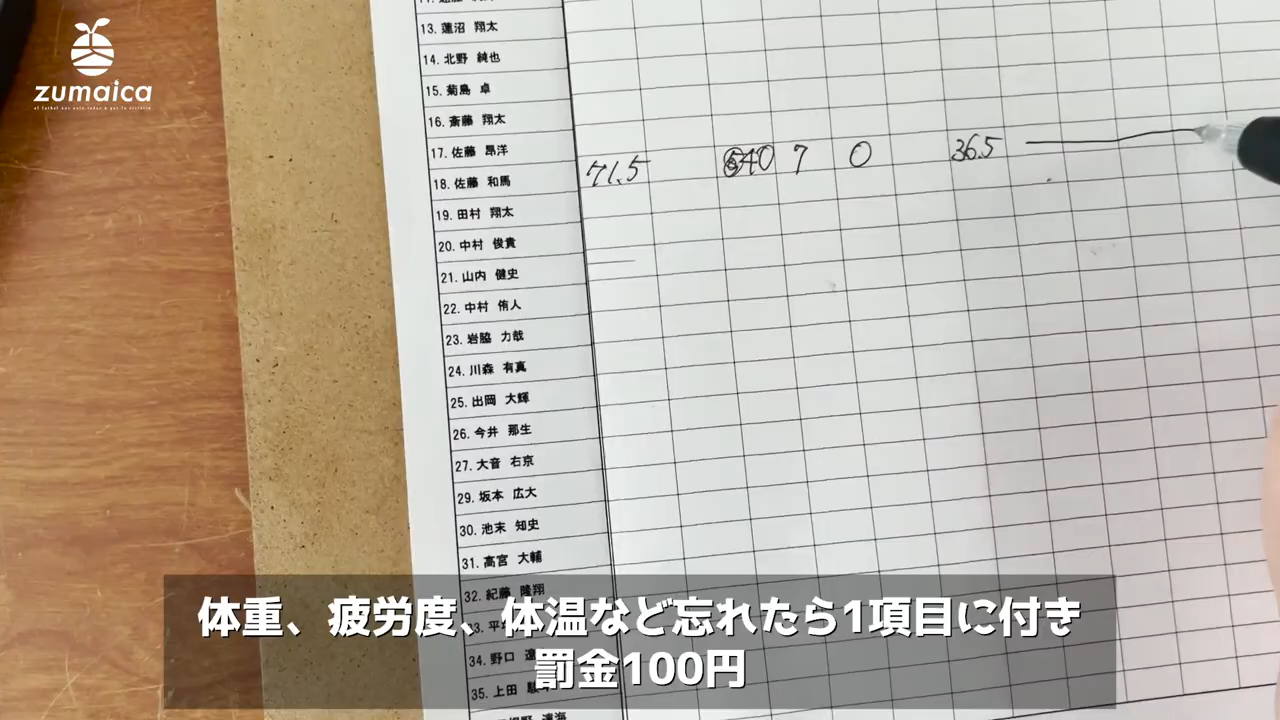 zumaica
13. 蓮沼 翔太
14. 北野 純也
15. 菊島 卓
16. 斎藤 翔太
17. 佐藤 昂洋
71.5 640 7 0 36.5
18. 佐藤 和馬
19. 田村 翔太
20. 中村 俊貴
21. 山内 健史
22. 中村 侑人
23. 岩脇 力哉
24. 川森 有真
25. 出岡 大輝
26. 今井 那生
27. 大音 右京
29. 坂本 広大
30. 池末 知史
31. 高宮 大輔
32. 紀藤 隆翔
34. 野口
35. 上田
体重、疲労度、体温など忘れたら1項目に付き
罰金100円